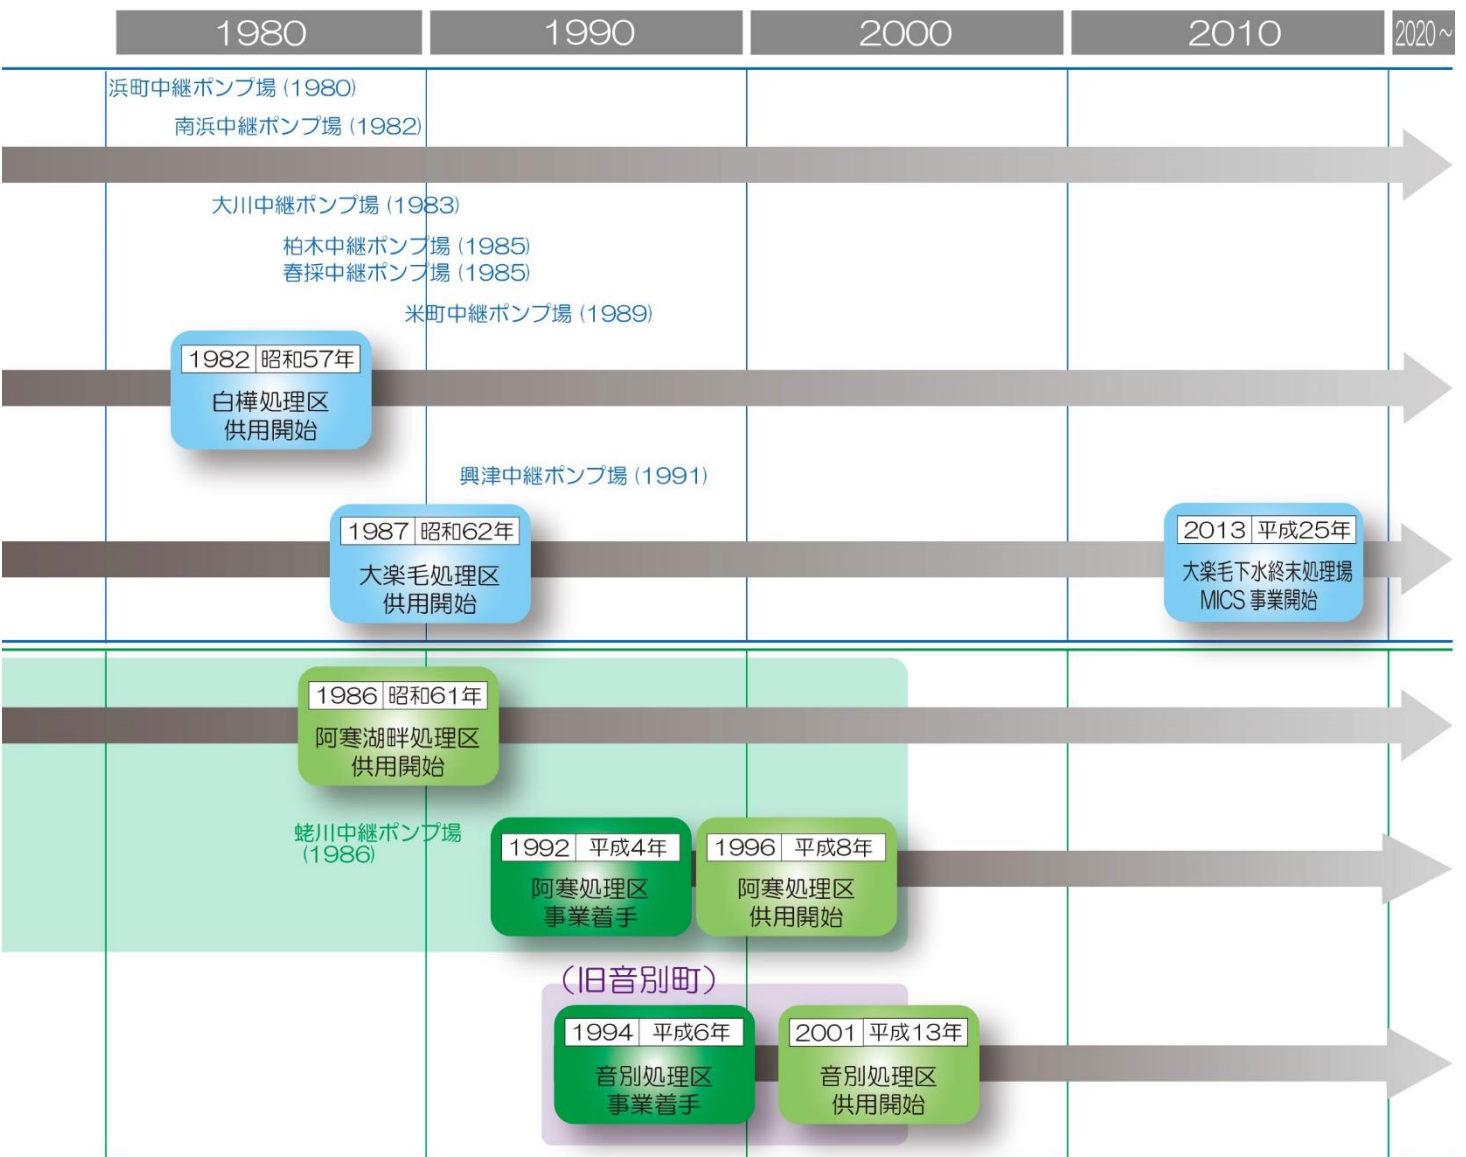 1980
1990
2000
2010
2020~
浜町中継ポンプ場 (1980)
南浜中継ポンプ場 (1982)
大川中継ポンプ場 (1983)
柏木中継ポンプ場 (1985)
春採中継ポンプ場 (1985)
米町中継ポンプ場 (1989)
1982 昭和57年
白樺処理区
供用開始
興津中継ポンプ場 (1991)
1987 昭和62年
大楽毛処理区
供用開始
2013 平成25年
大楽毛下水終末処理場
MICS 事業開始
1986 昭和61年
阿寒湖畔処理区
供用開始
蛯川中継ポンプ場
(1986)
1992 平成4年
阿寒処理区
事業着手
1996 平成8年
阿寒処理区
供用開始
（旧音別町）
1994 平成6年
音別処理区
事業着手
2001 平成13年
音別処理区
供用開始